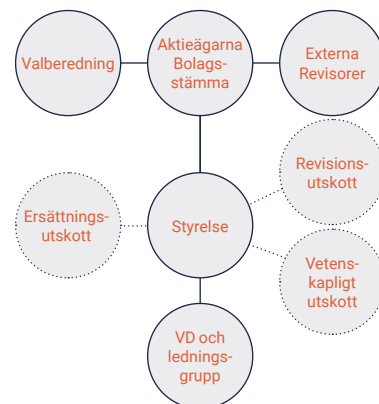 Valberedning
Aktieägarna
Bolags-
stämma
Externa
Revisorer
Revisions-
utskott
Ersättnings-
utskott
Styrelse
Vetens-
kapligt
utskott
VD och
lednings-
grupp